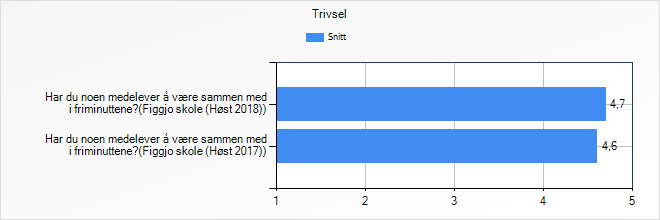 Trivsel
Snitt
Har du noen medelever å være sammen med
i friminuttene?(Figgjo skole (Høst 2018))
4,7
Har du noen medelever å være sammen med
i friminuttene?(Figgjo skole (Høst 2017))
4,6
1 2 3 4 5